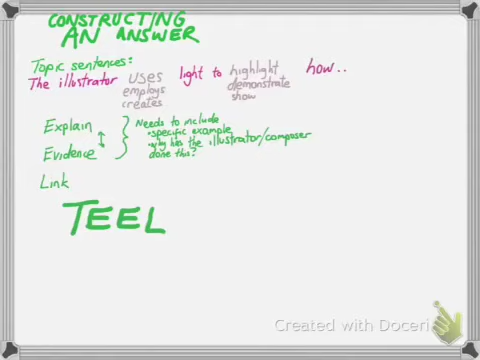 CONSTRUCTING
AN ANSWER
Topic sentences:
The illustrator uses light to highlight how..
employs demonstrate
creates show
Explain
Evidence
Needs to include
•specific example
•why has the illustrator/composer
done this?
Link
TEEL
Created with Doceri